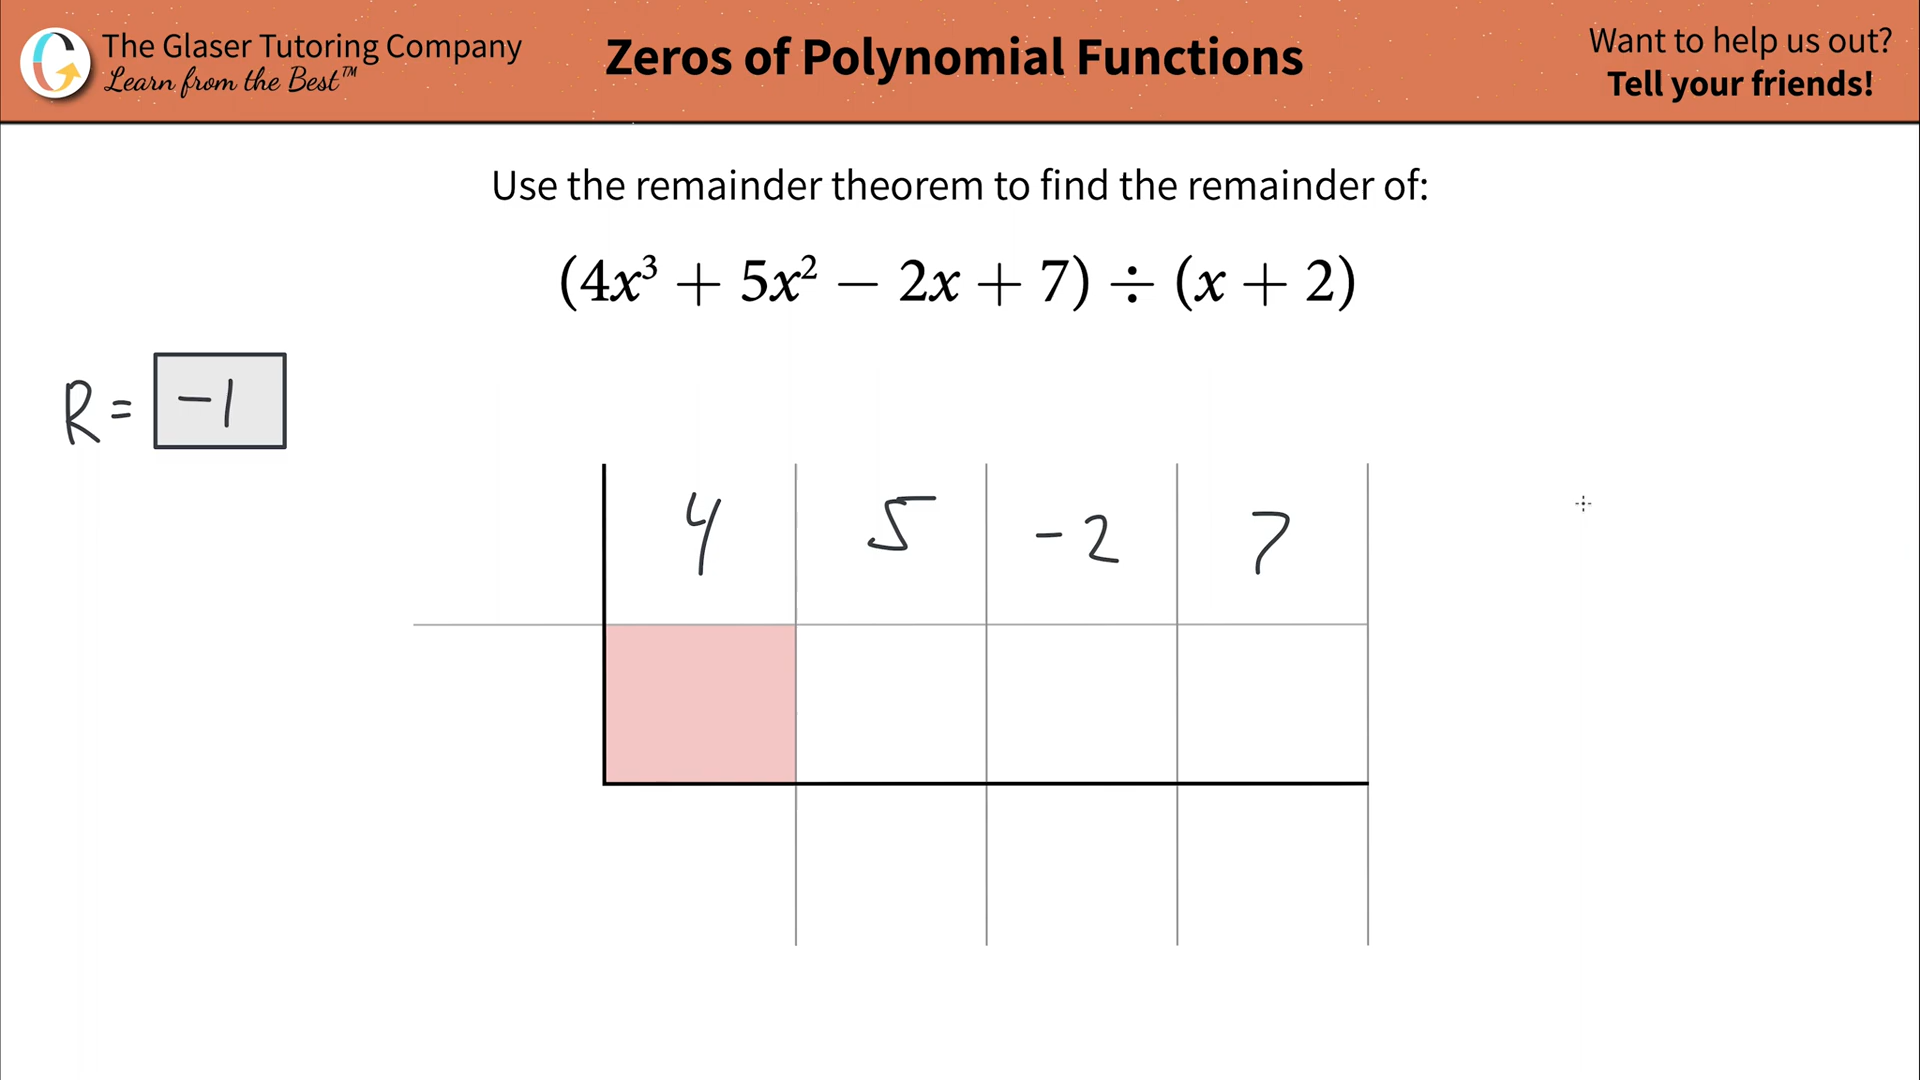 The Glaser Tutoring Company
Learn from the Best™
Zeros of Polynomial Functions
Want to help us out?
Tell your friends!
Use the remainder theorem to find the remainder of:
(4x³ + 5x² − 2x + 7) ÷ (x + 2)
R = -1
4 5 -2 7